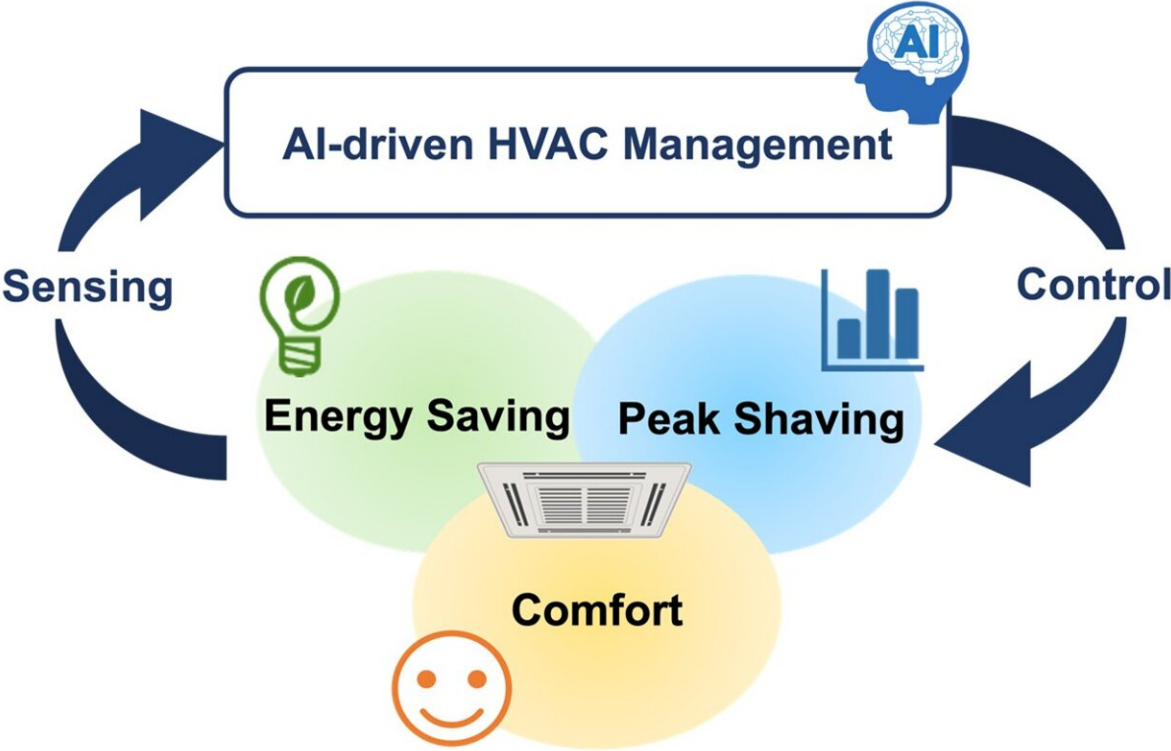 AI
AI-driven HVAC Management
Sensing
Control
Energy Saving
Peak Shaving
Comfort